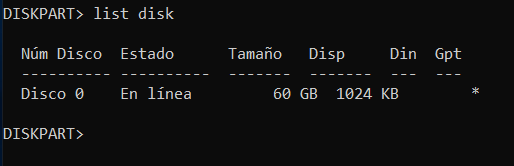 DISKPART> list disk
Núm Disco  Estado      Tamaño   Disp     Din  Gpt
---------- ----------  -------  -------  ---  ---
Disco 0    En línea        60 GB  1024 KB        *
DISKPART>